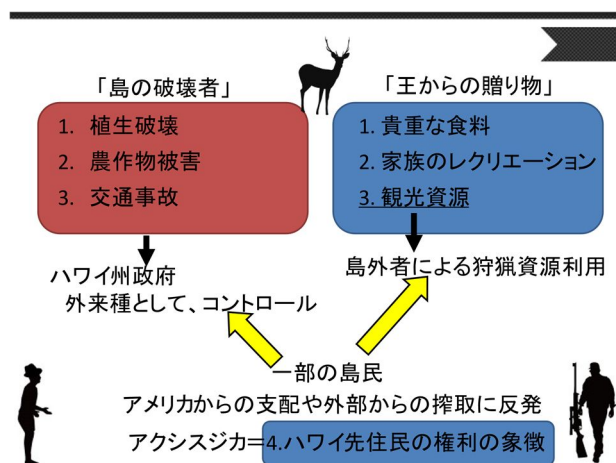 「島の破壊者」
1. 植生破壊
2. 農作物被害
3. 交通事故
「王からの贈り物」
1. 貴重な食料
2. 家族のレクリエーション
3. 観光資源
ハワイ州政府
外来種として、コントロール
島外者による狩猟資源利用
一部の島民
アメリカからの支配や外部からの搾取に反発
アクシスジカ=4.ハワイ先住民の権利の象徴